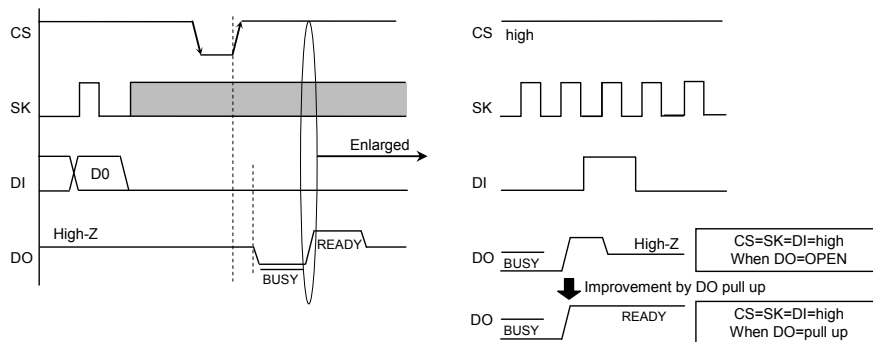 CS
SK
DI
D0
High-Z
DO
BUSY
READY
Enlarged
CS
high
SK
DI
DO
BUSY
High-Z
CS=SK=DI=high
When DO=OPEN
Improvement by DO pull up
DO
BUSY
READY
CS=SK=DI=high
When DO=pull up